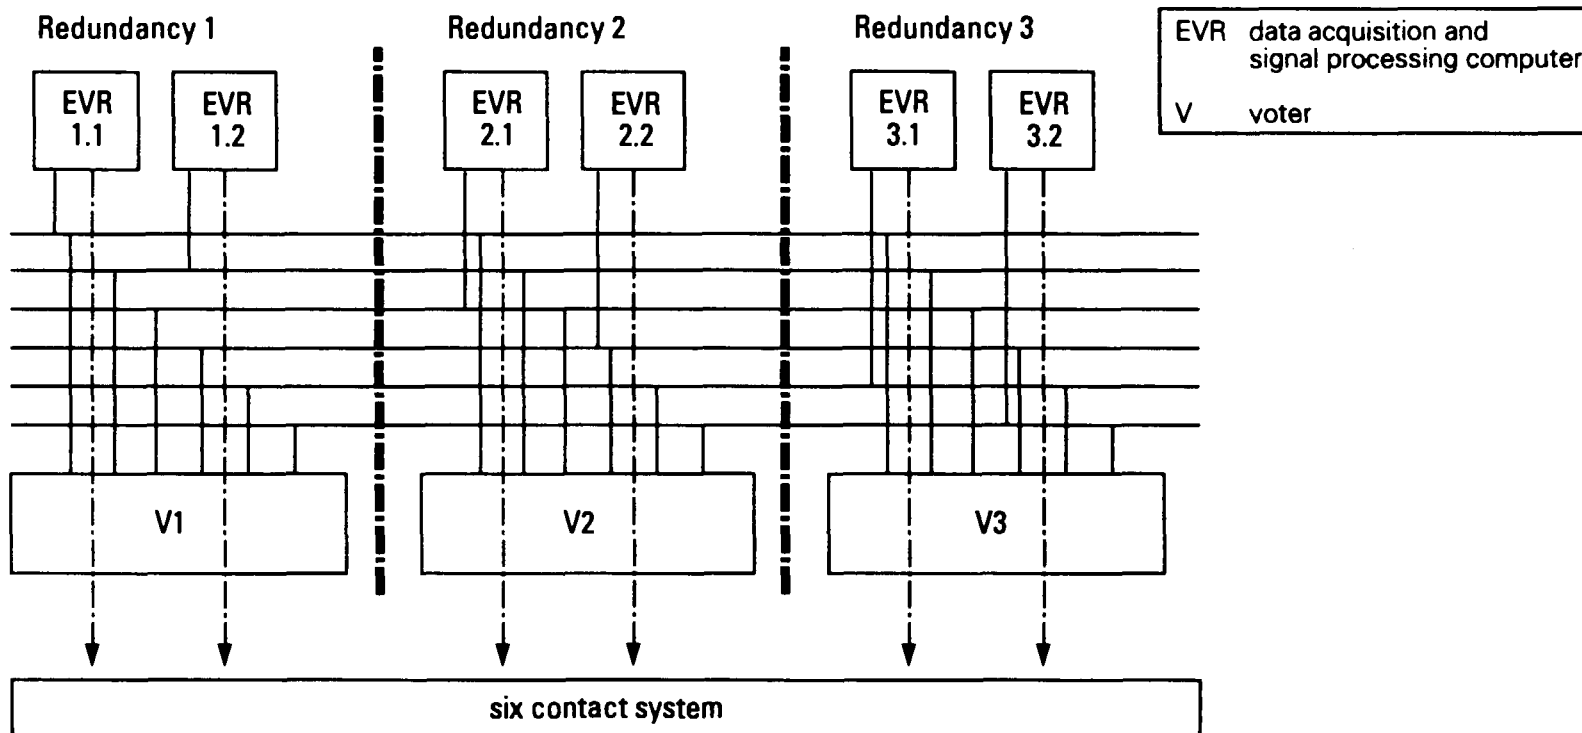 Redundancy 1
Redundancy 2
Redundancy 3
EVR data acquisition and
signal processing computer
V voter
EVR
1.1
EVR
1.2
EVR
2.1
EVR
2.2
EVR
3.1
EVR
3.2
V1
V2
V3
six contact system